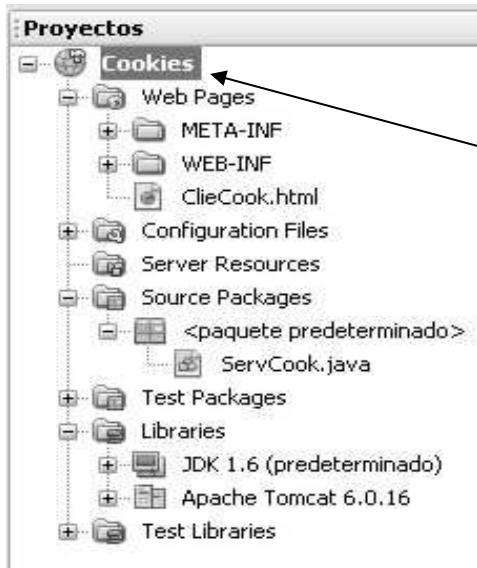 Proyectos
Cookies
Web Pages
META-INF
WEB-INF
ClieCook.html
Configuration Files
Server Resources
Source Packages
<paquete predeterminado>
ServCook.java
Test Packages
Libraries
JDK 1.6 (predeterminado)
Apache Tomcat 6.0.16
Test Libraries